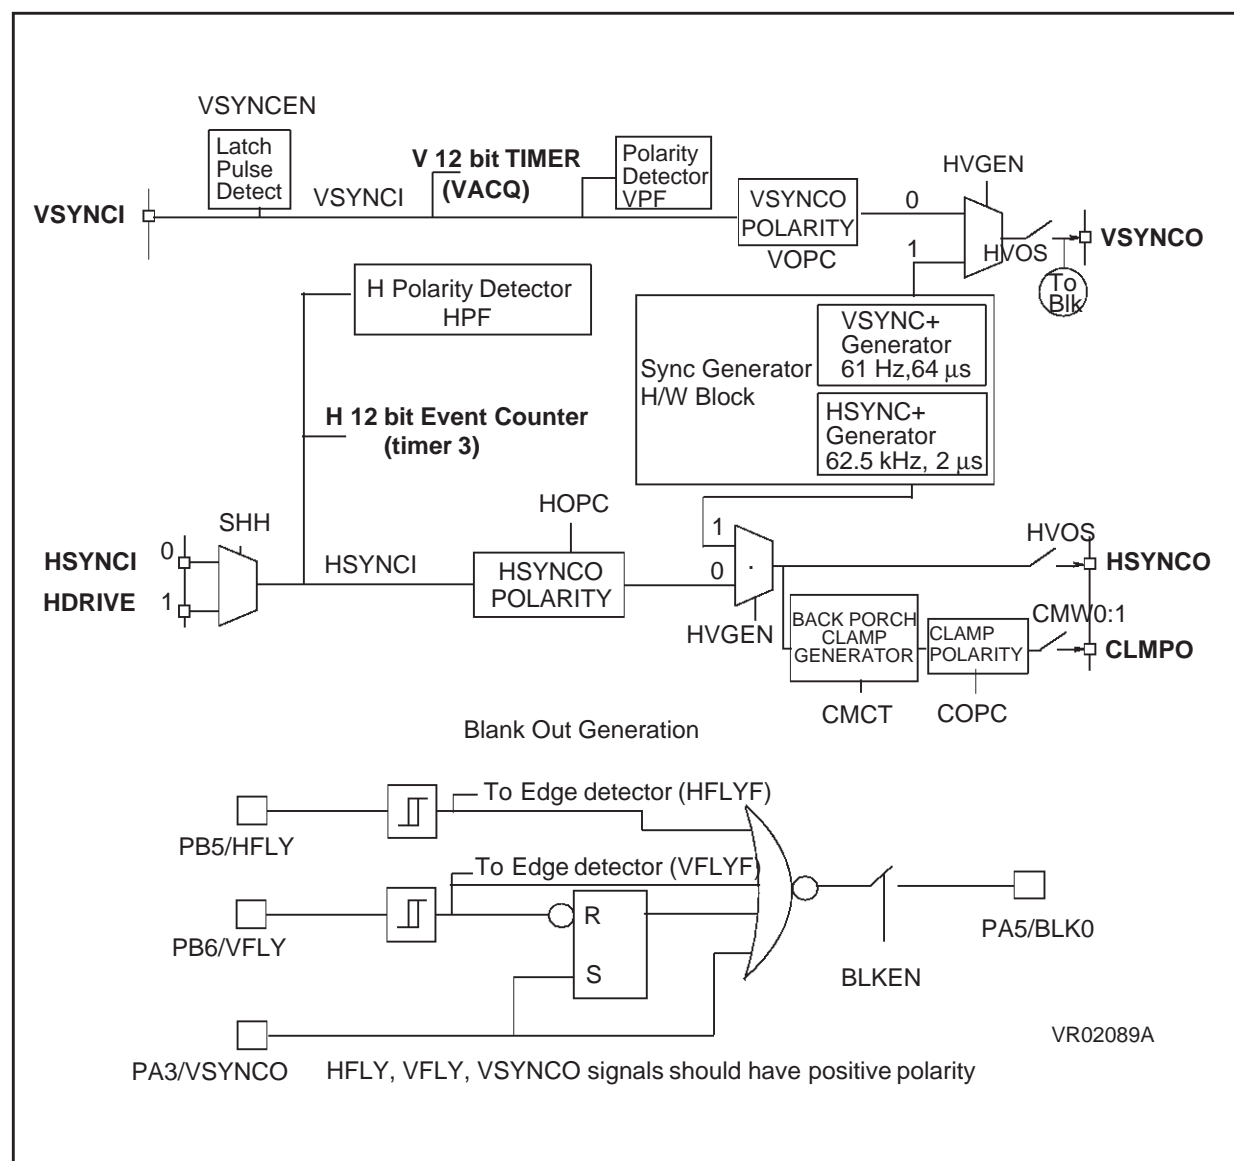 VSYNCEN
Latch
Pulse
Detect
V 12 bit TIMER
(VACQ)
Polarity
Detector
VPF
HVGEN
VSYNCI
VSYNCI
VSYNCO
POLARITY
VOPC
0
1
HVOS
VSYNCO
To
Blk
H Polarity Detector
HPF
Sync Generator
H/W Block
VSYNC+
Generator
61 Hz,64 μs
HSYNC+
Generator
62.5 kHz, 2 μs
H 12 bit Event Counter
(timer 3)
SHH
HOPC
HSYNCI
0
HDRIVE
1
HSYNCI
HSYNCO
POLARITY
1
0
HVGEN
HVOS
HSYNCO
BACK PORCH
CLAMP
GENERATOR
CLAMP
POLARITY
CMW0:1
CLMPO
CMCT
COPC
Blank Out Generation
To Edge detector (HFLYF)
PB5/HFLY
To Edge detector (VFLYF)
R
S
PB6/VFLY
BLKEN
PA5/BLK0
VR02089A
PA3/VSYNCO
HFLY, VFLY, VSYNCO signals should have positive polarity